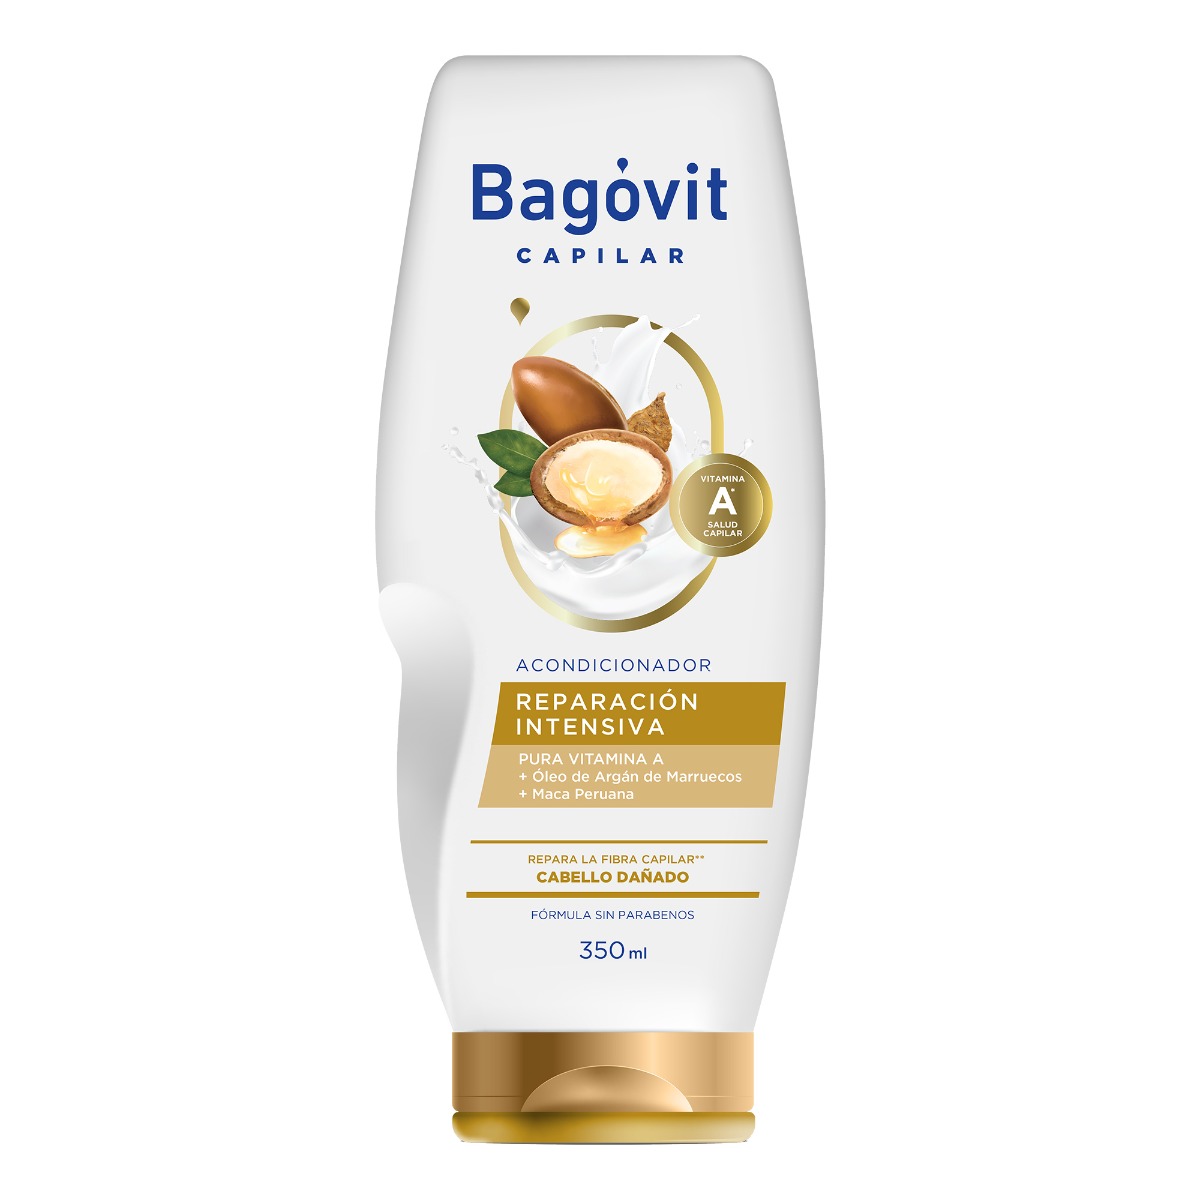 Bagóvit
CAPILAR
VITAMINA
A*
SALUD
CAPILAR
ACONDICIONADOR
REPARACIÓN
INTENSIVA
PURA VITAMINA A
+ Óleo de Argán de Marruecos
+ Maca Peruana
REPARA LA FIBRA CAPILAR**
CABELLO DAÑADO
FÓRMULA SIN PARABENOS
350 ml